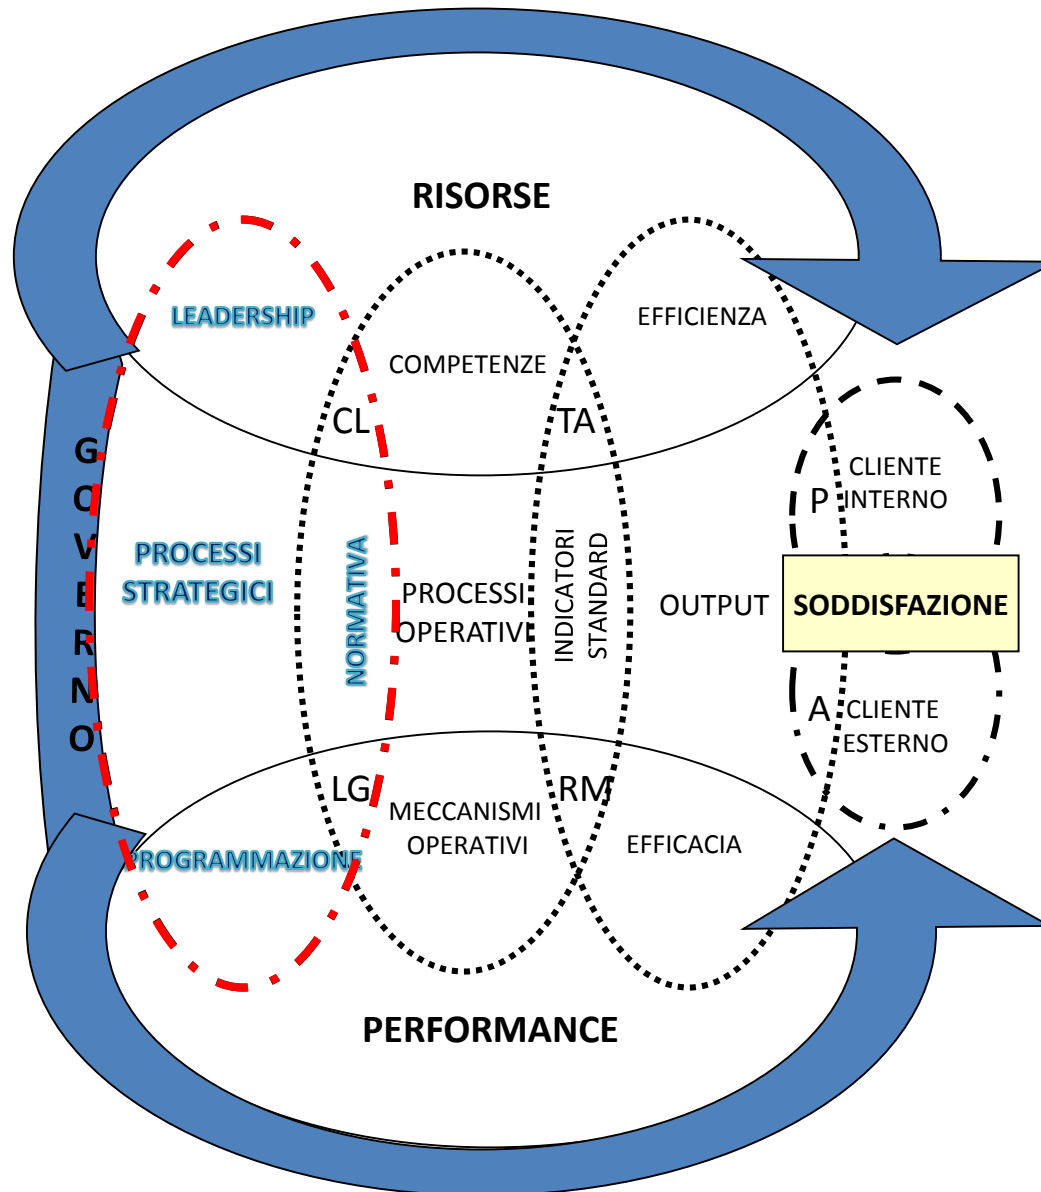 RISORSE
LEADERSHIP
EFFICIENZA
COMPETENZE
CL
TA
GOVERNO
CLIENTE
INTERNO
P
PROCESSI
STRATEGICI
NORMATIVA
PROCESSI
OPERATIVI
INDICATORI
STANDARD
OUTPUT
SODDISFAZIONE
A
CLIENTE
ESTERNO
LG
RM
MECCANISMI
OPERATIVI
EFFICACIA
PROGRAMMAZIONE
PERFORMANCE